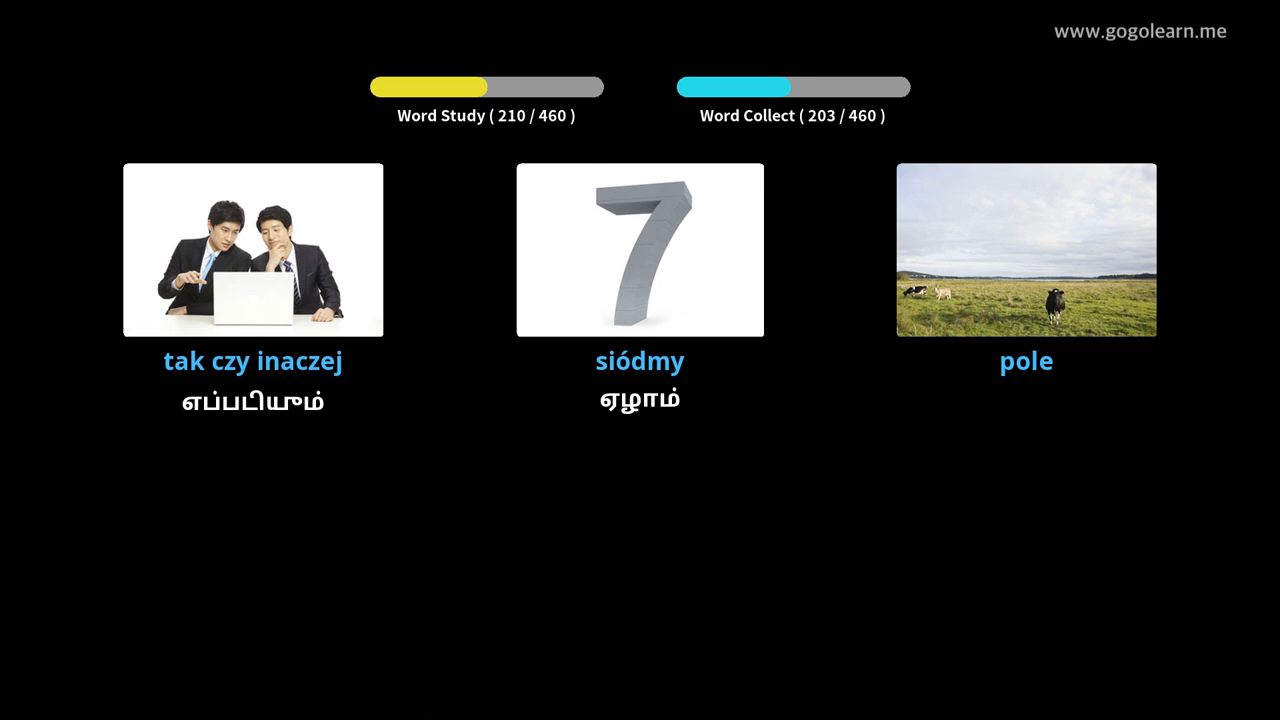 www.gogolearn.me
Word Study ( 210 / 460 )
Word Collect ( 203 / 460 )
7
tak czy inaczej
siódmy
pole
எப்படியும்
ஏழாம்